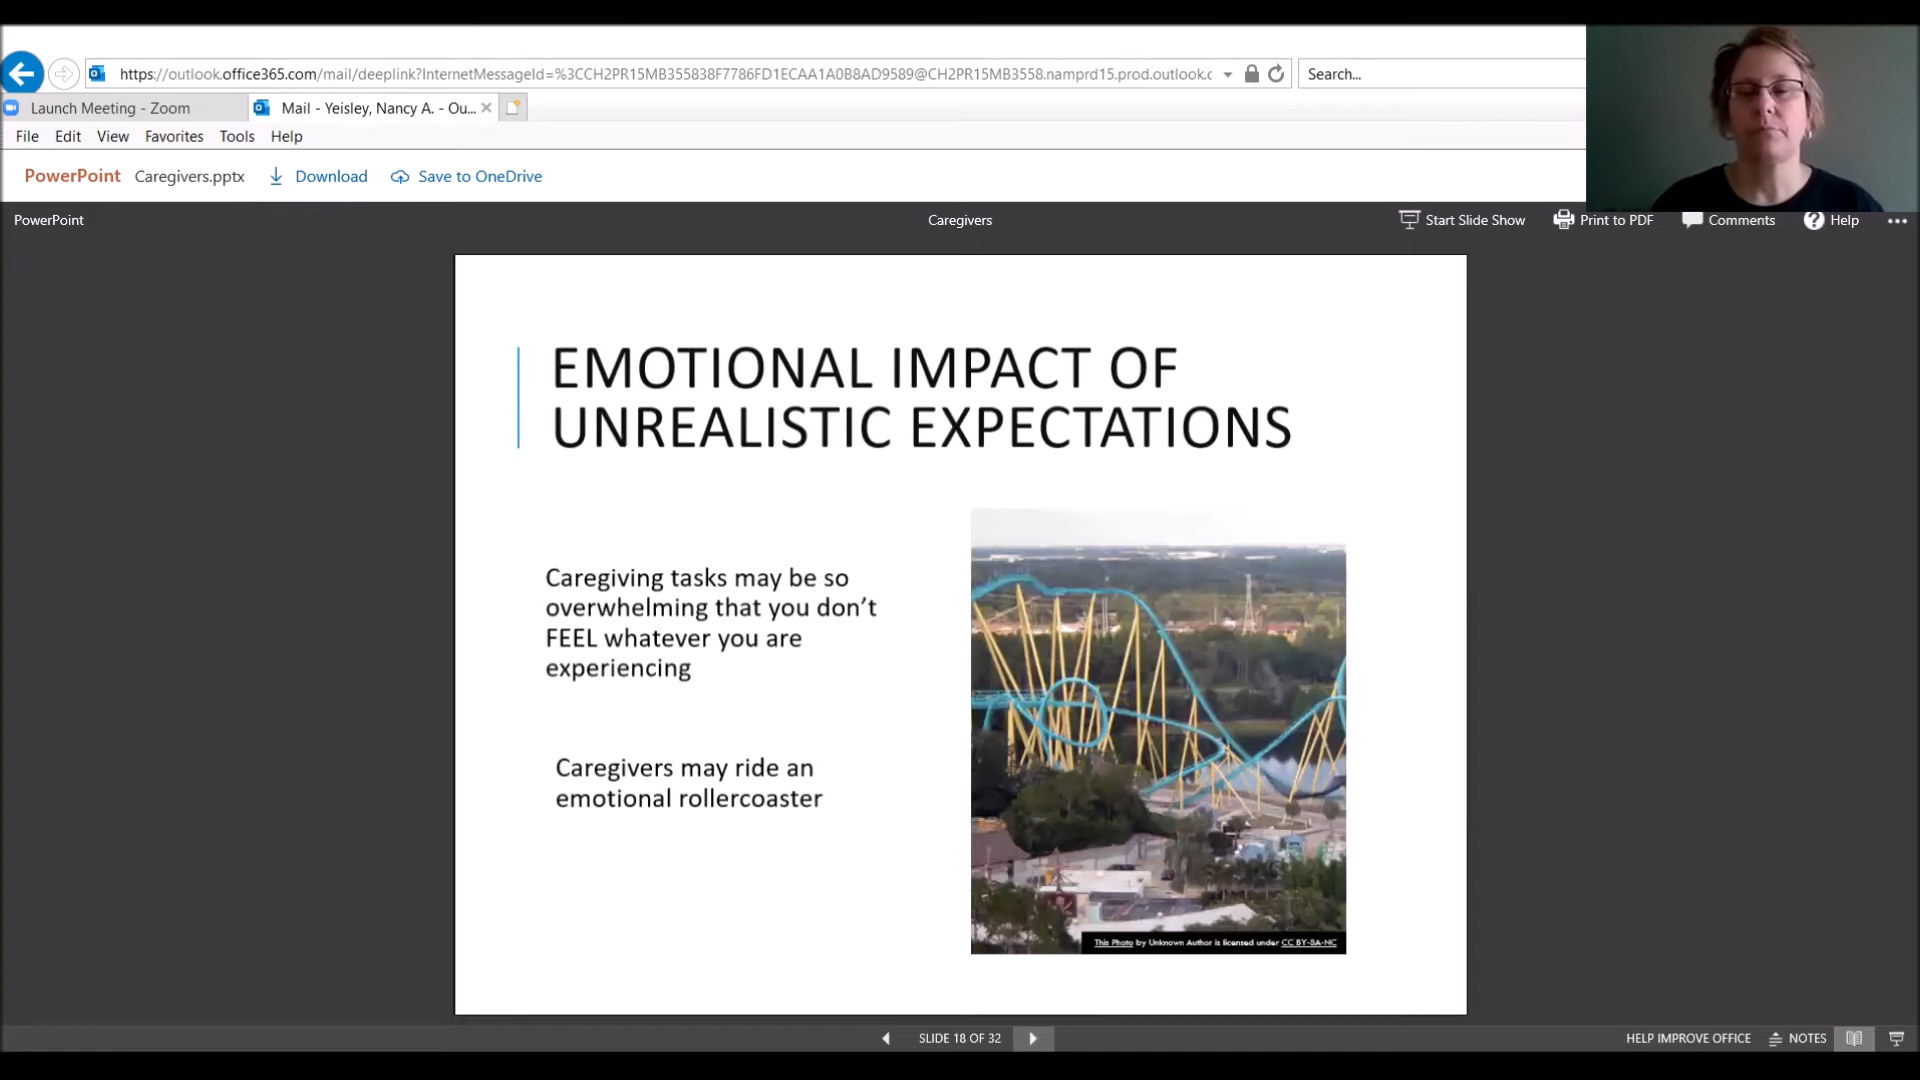 https://outlook.office365.com/mail/deeplink?InternetMessageId=%3CCH2PR15MB355838F7786FD1ECAA1A0B8AD9589@CH2PR15MB3558.namprd15.prod.outlook.c
Search...
Launch Meeting - Zoom
Mail - Yeisley, Nancy A. - Ou...
File Edit View Favorites Tools Help
PowerPoint Caregivers.pptx Download Save to OneDrive
PowerPoint Caregivers Start Slide Show Print to PDF Comments Help ...
EMOTIONAL IMPACT OF
UNREALISTIC EXPECTATIONS
Caregiving tasks may be so
overwhelming that you don’t
FEEL whatever you are
experiencing
Caregivers may ride an
emotional rollercoaster
This Photo by Unknown Author is licensed under CC BY-SA-NC
SLIDE 18 OF 32
HELP IMPROVE OFFICE NOTES